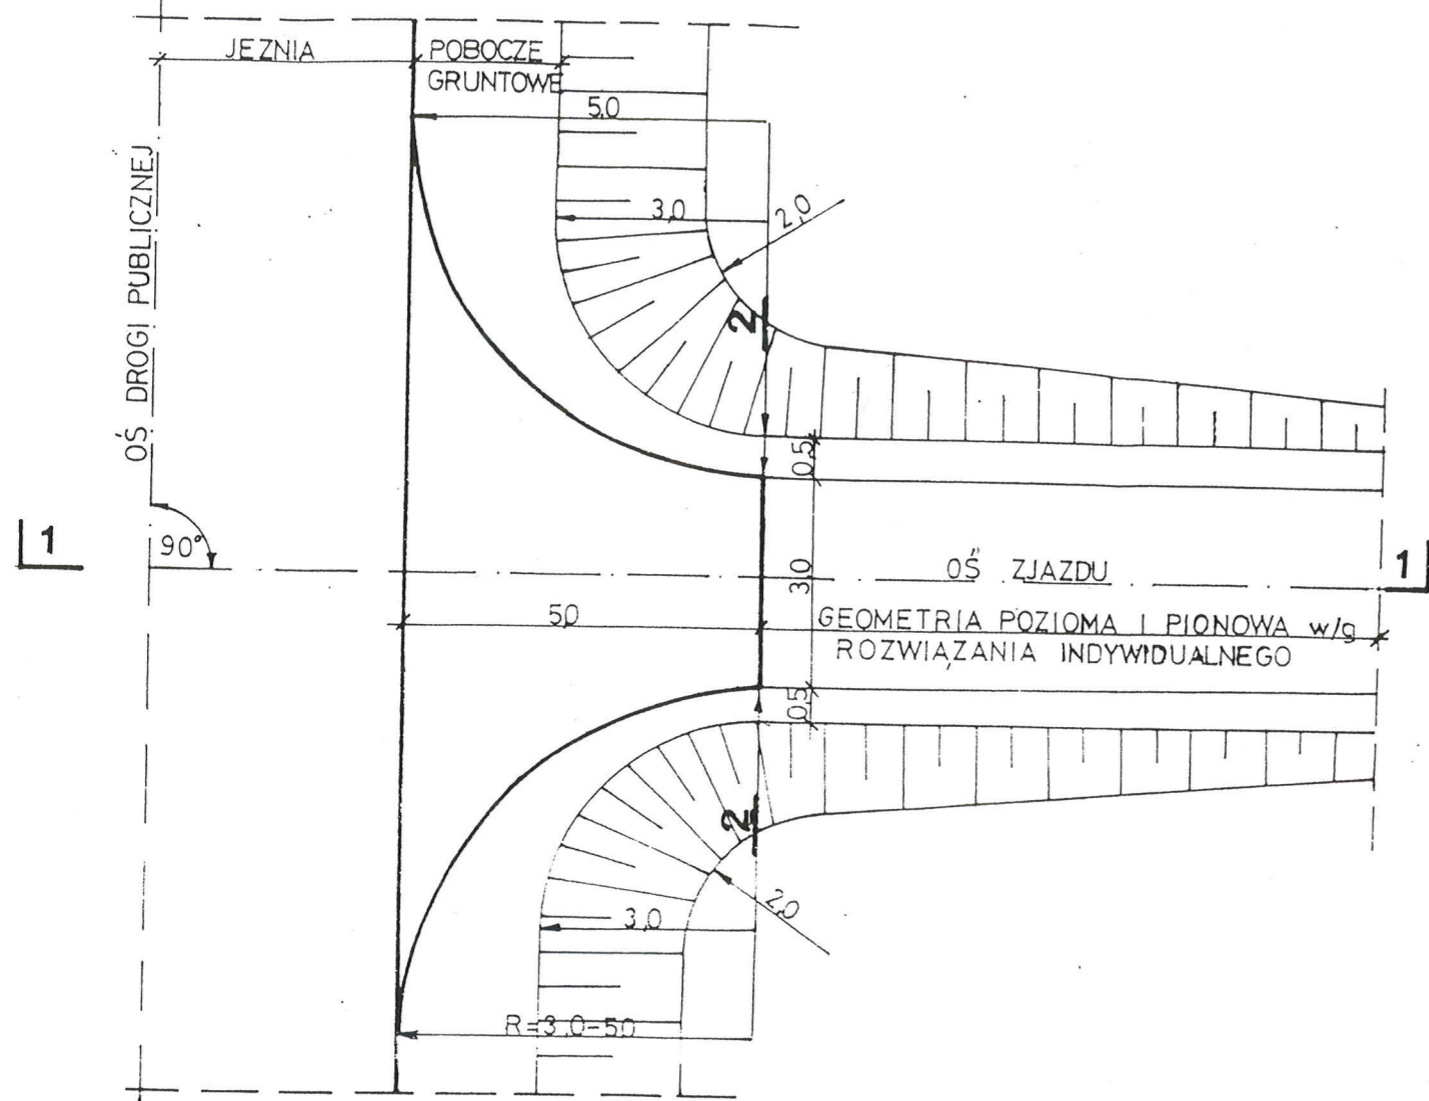 JEZNIA
POBOCZE
GRUNTOWE
5,0
3,0
2,0
OŚ DROGI PUBLICZNEJ
2
0,5
1
90°
OŚ ZJAZDU
1
3,0
5,0
GEOMETRIA POZIOMA I PIONOWA w/g
ROZWIĄZANIA INDYWIDUALNEGO
0,5
2
2,0
3,0
R=3,0-5,0